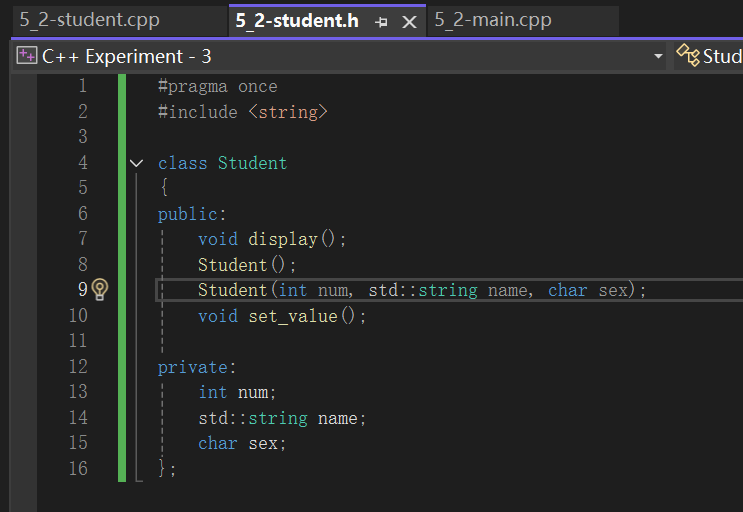 5_2-student.cpp 5_2-student.h 5_2-main.cpp
C++ Experiment - 3 Stud
1 #pragma once
2 #include <string>
3
4 class Student
5 {
6 public:
7 void display();
8 Student();
9 Student(int num, std::string name, char sex);
10 void set_value();
11
12 private:
13 int num;
14 std::string name;
15 char sex;
16 };